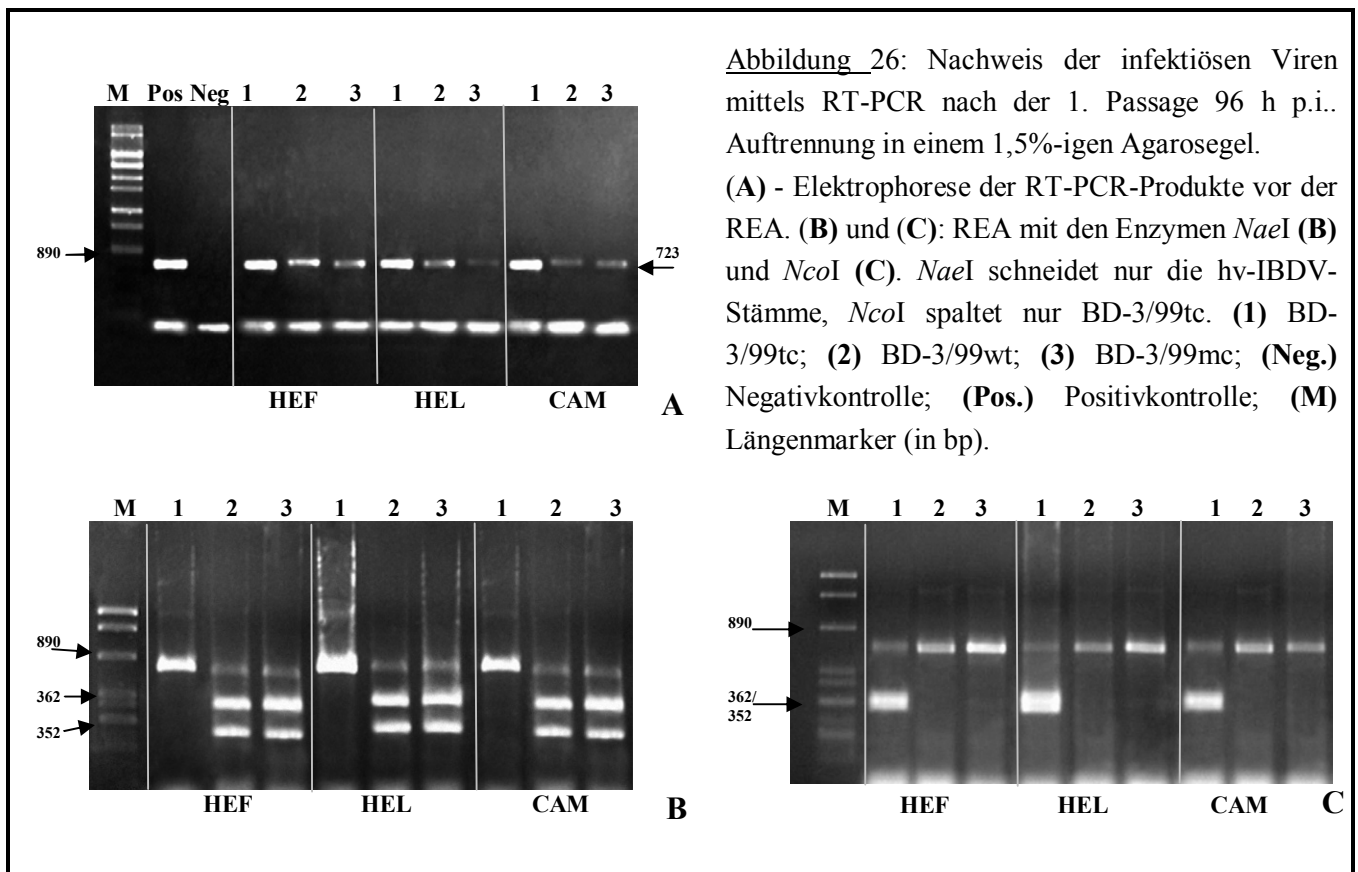 Abbildung 26: Nachweis der infektiösen Viren
mittels RT-PCR nach der 1. Passage 96 h p.i..
Auftrennung in einem 1,5%-igen Agarosegel.
(A) - Elektrophorese der RT-PCR-Produkte vor der
REA. (B) und (C): REA mit den Enzymen NaeI (B)
und NcoI (C). NaeI schneidet nur die hv-IBDV-
Stämme, NcoI spaltet nur BD-3/99tc. (1) BD-
3/99tc; (2) BD-3/99wt; (3) BD-3/99mc; (Neg.)
Negativkontrolle; (Pos.) Positivkontrolle; (M)
Längenmarker (in bp).
M Pos Neg 1 2 3 1 2 3 1 2 3
890
723
HEF HEL CAM A
M 1 2 3 1 2 3 1 2 3
890
362
352
HEF HEL CAM B
M 1 2 3 1 2 3 1 2 3
890
362/
352
HEF HEL CAM C